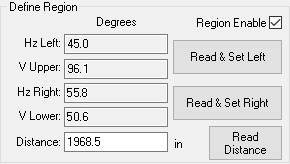 Define Region
Degrees
Region Enable
Hz Left: 45.0
Read & Set Left
V Upper: 96.1
Hz Right: 55.8
Read & Set Right
V Lower: 50.6
Distance: 1968.5 in
Read
Distance